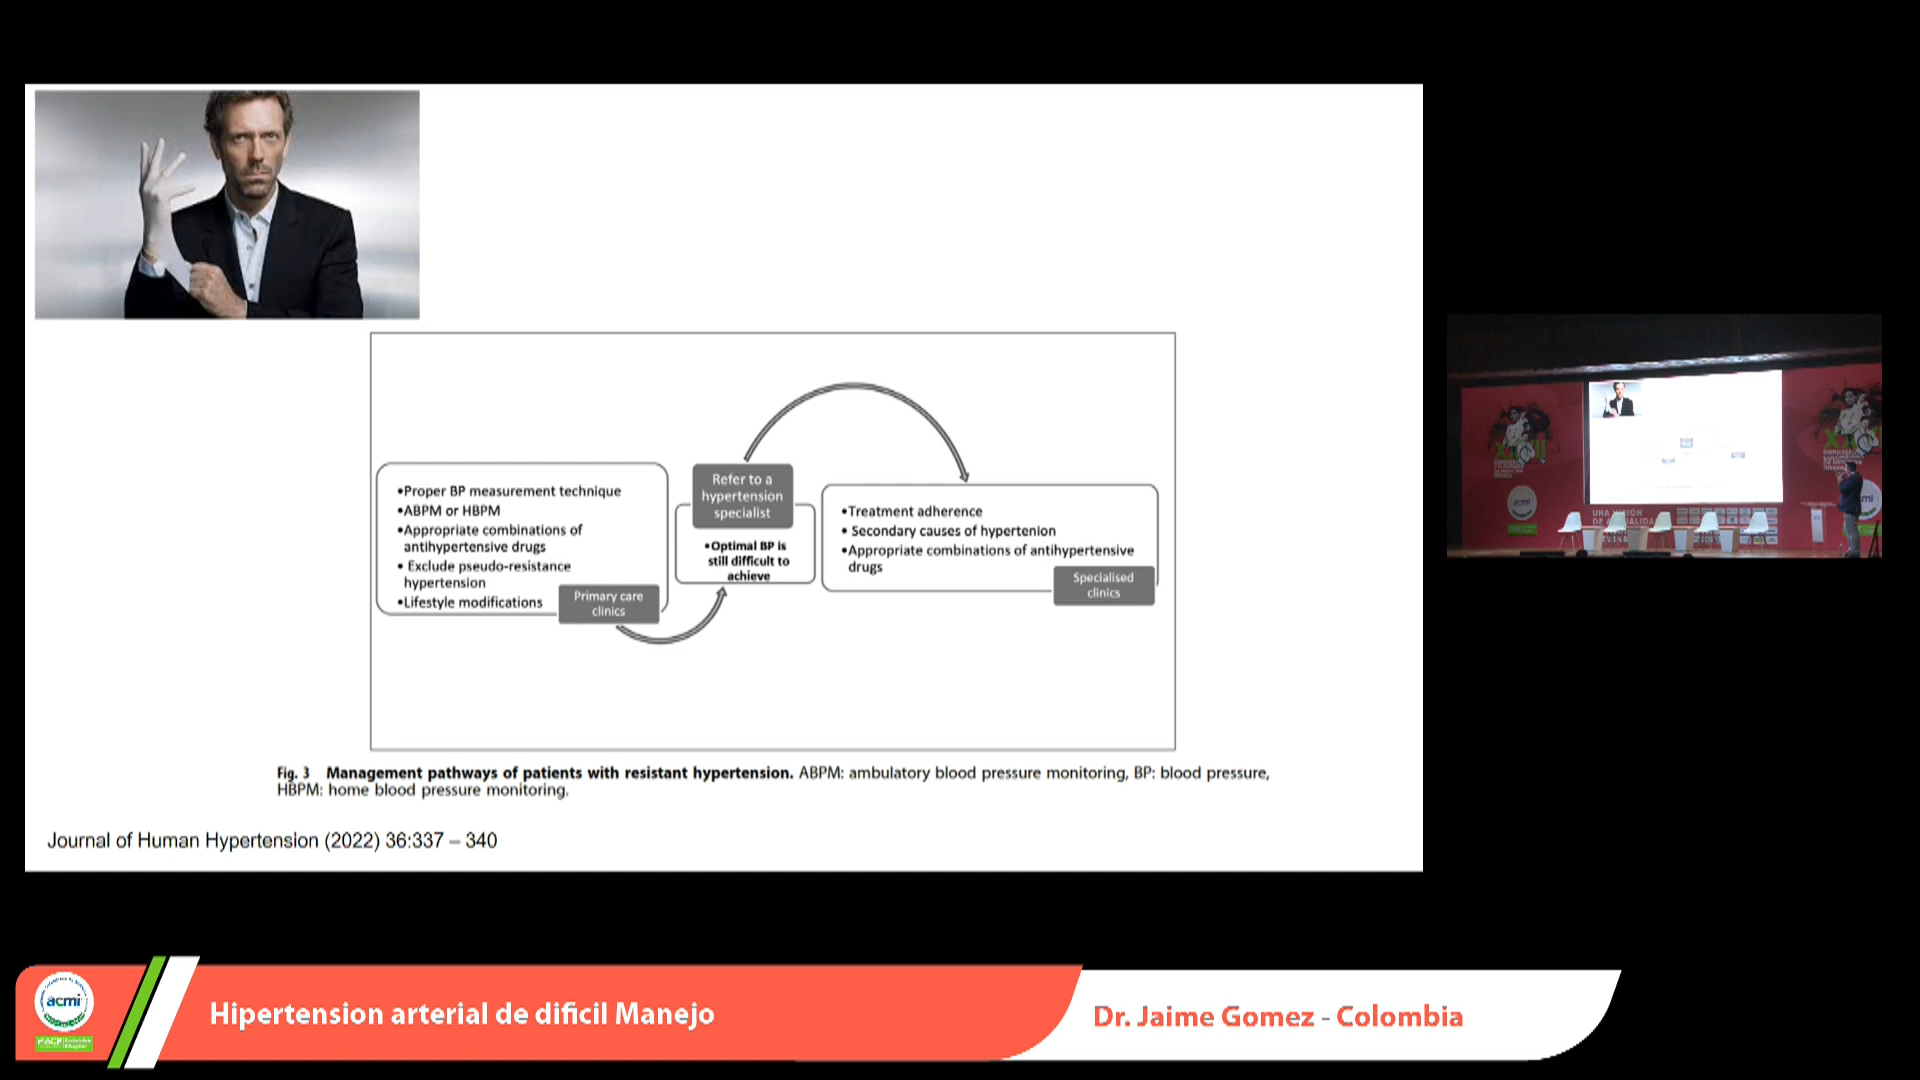 •Proper BP measurement technique
•ABPM or HBPM
•Appropriate combinations of
antihypertensive drugs
• Exclude pseudo-resistance
hypertension
•Lifestyle modifications
Primary care
clinics
Refer to a
hypertension
specialist
•Optimal BP is
still difficult to
achieve
•Treatment adherence
• Secondary causes of hypertenion
•Appropriate combinations of antihypertensive
drugs
Specialised
clinics
Fig. 3 Management pathways of patients with resistant hypertension. ABPM: ambulatory blood pressure monitoring, BP: blood pressure,
HBPM: home blood pressure monitoring.
Journal of Human Hypertension (2022) 36:337 – 340
acmi
UNA VISION
acmi
Hipertension arterial de dificil Manejo
Dr. Jaime Gomez - Colombia